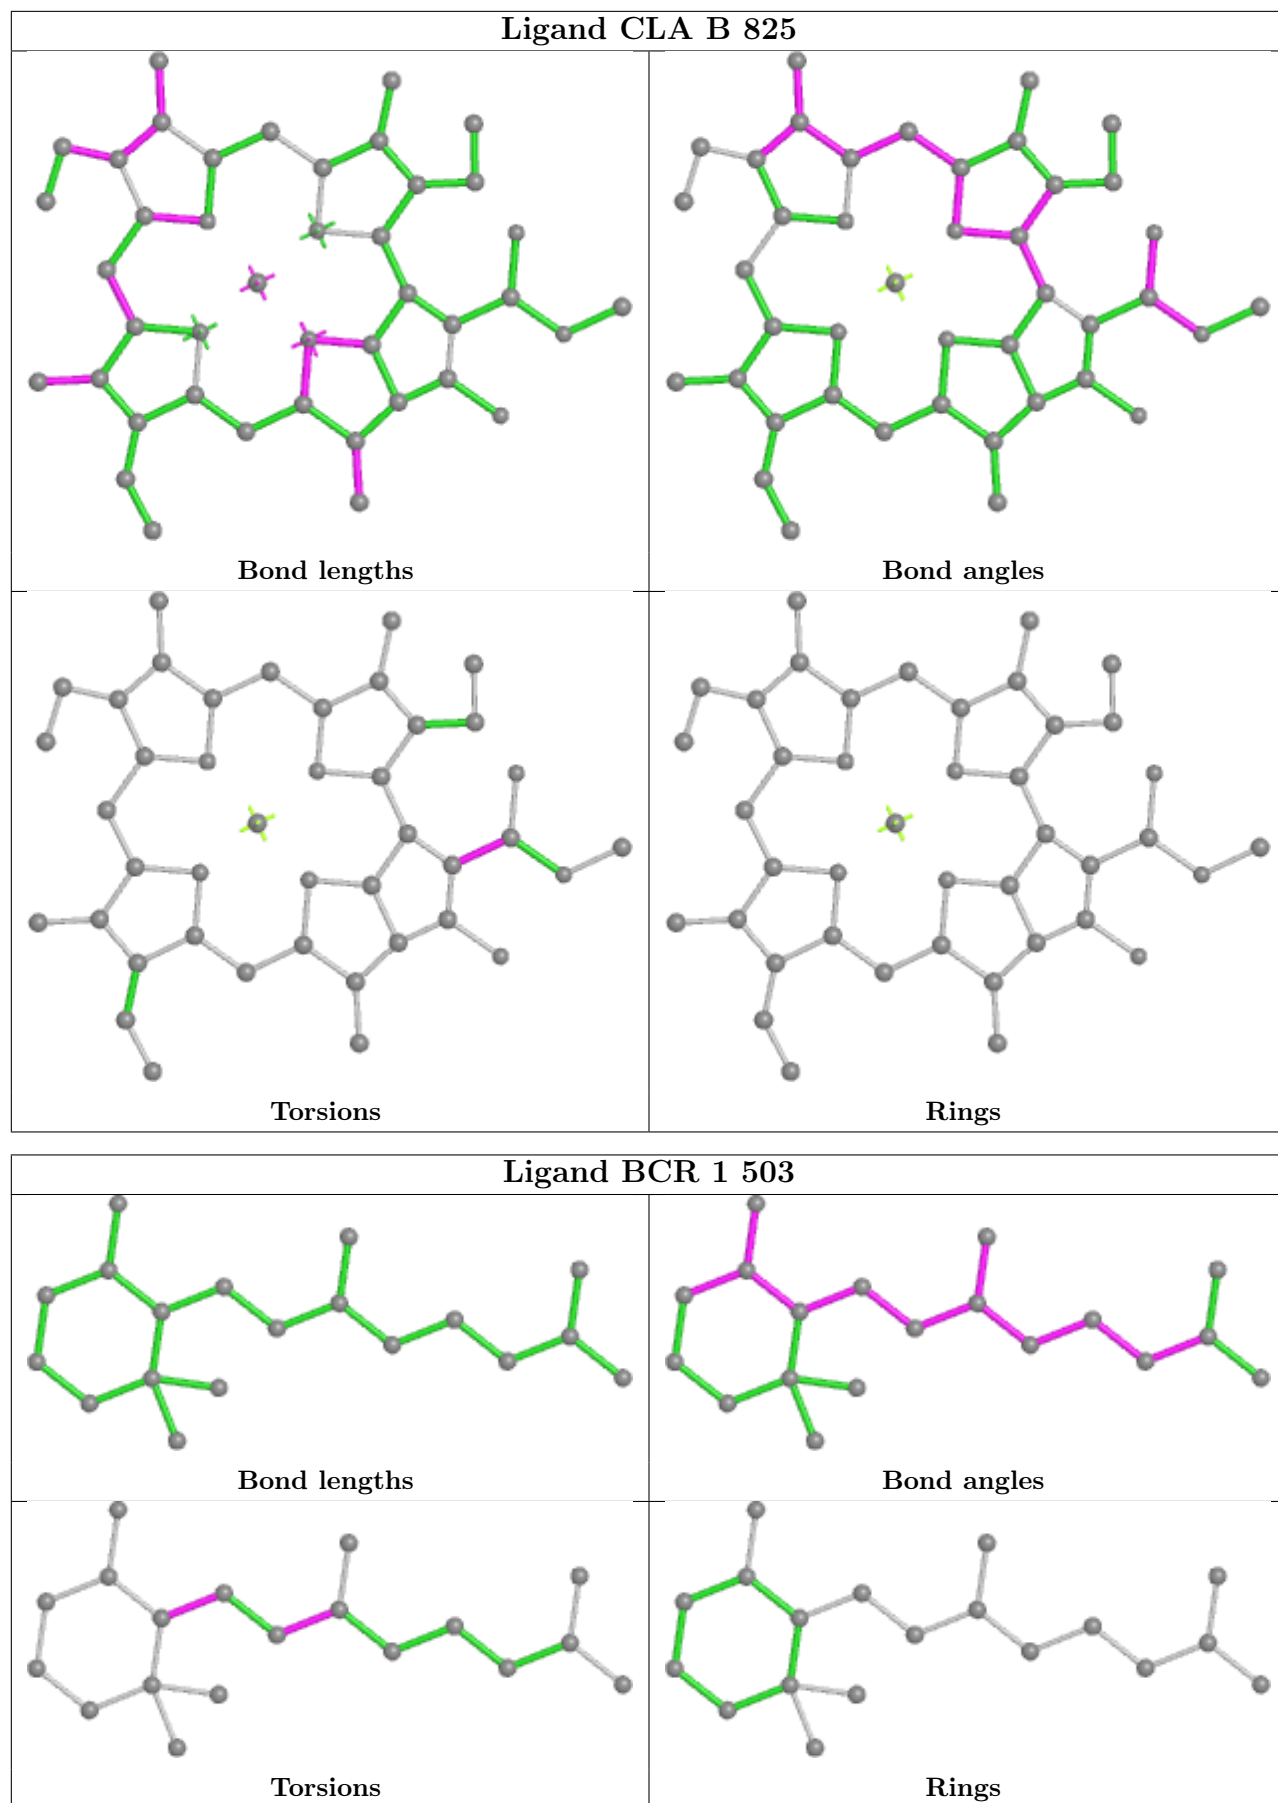 Ligand CLA B 825
Bond lengths
Bond angles
Torsions
Rings
Ligand BCR 1 503
Bond lengths
Bond angles
Torsions
Rings